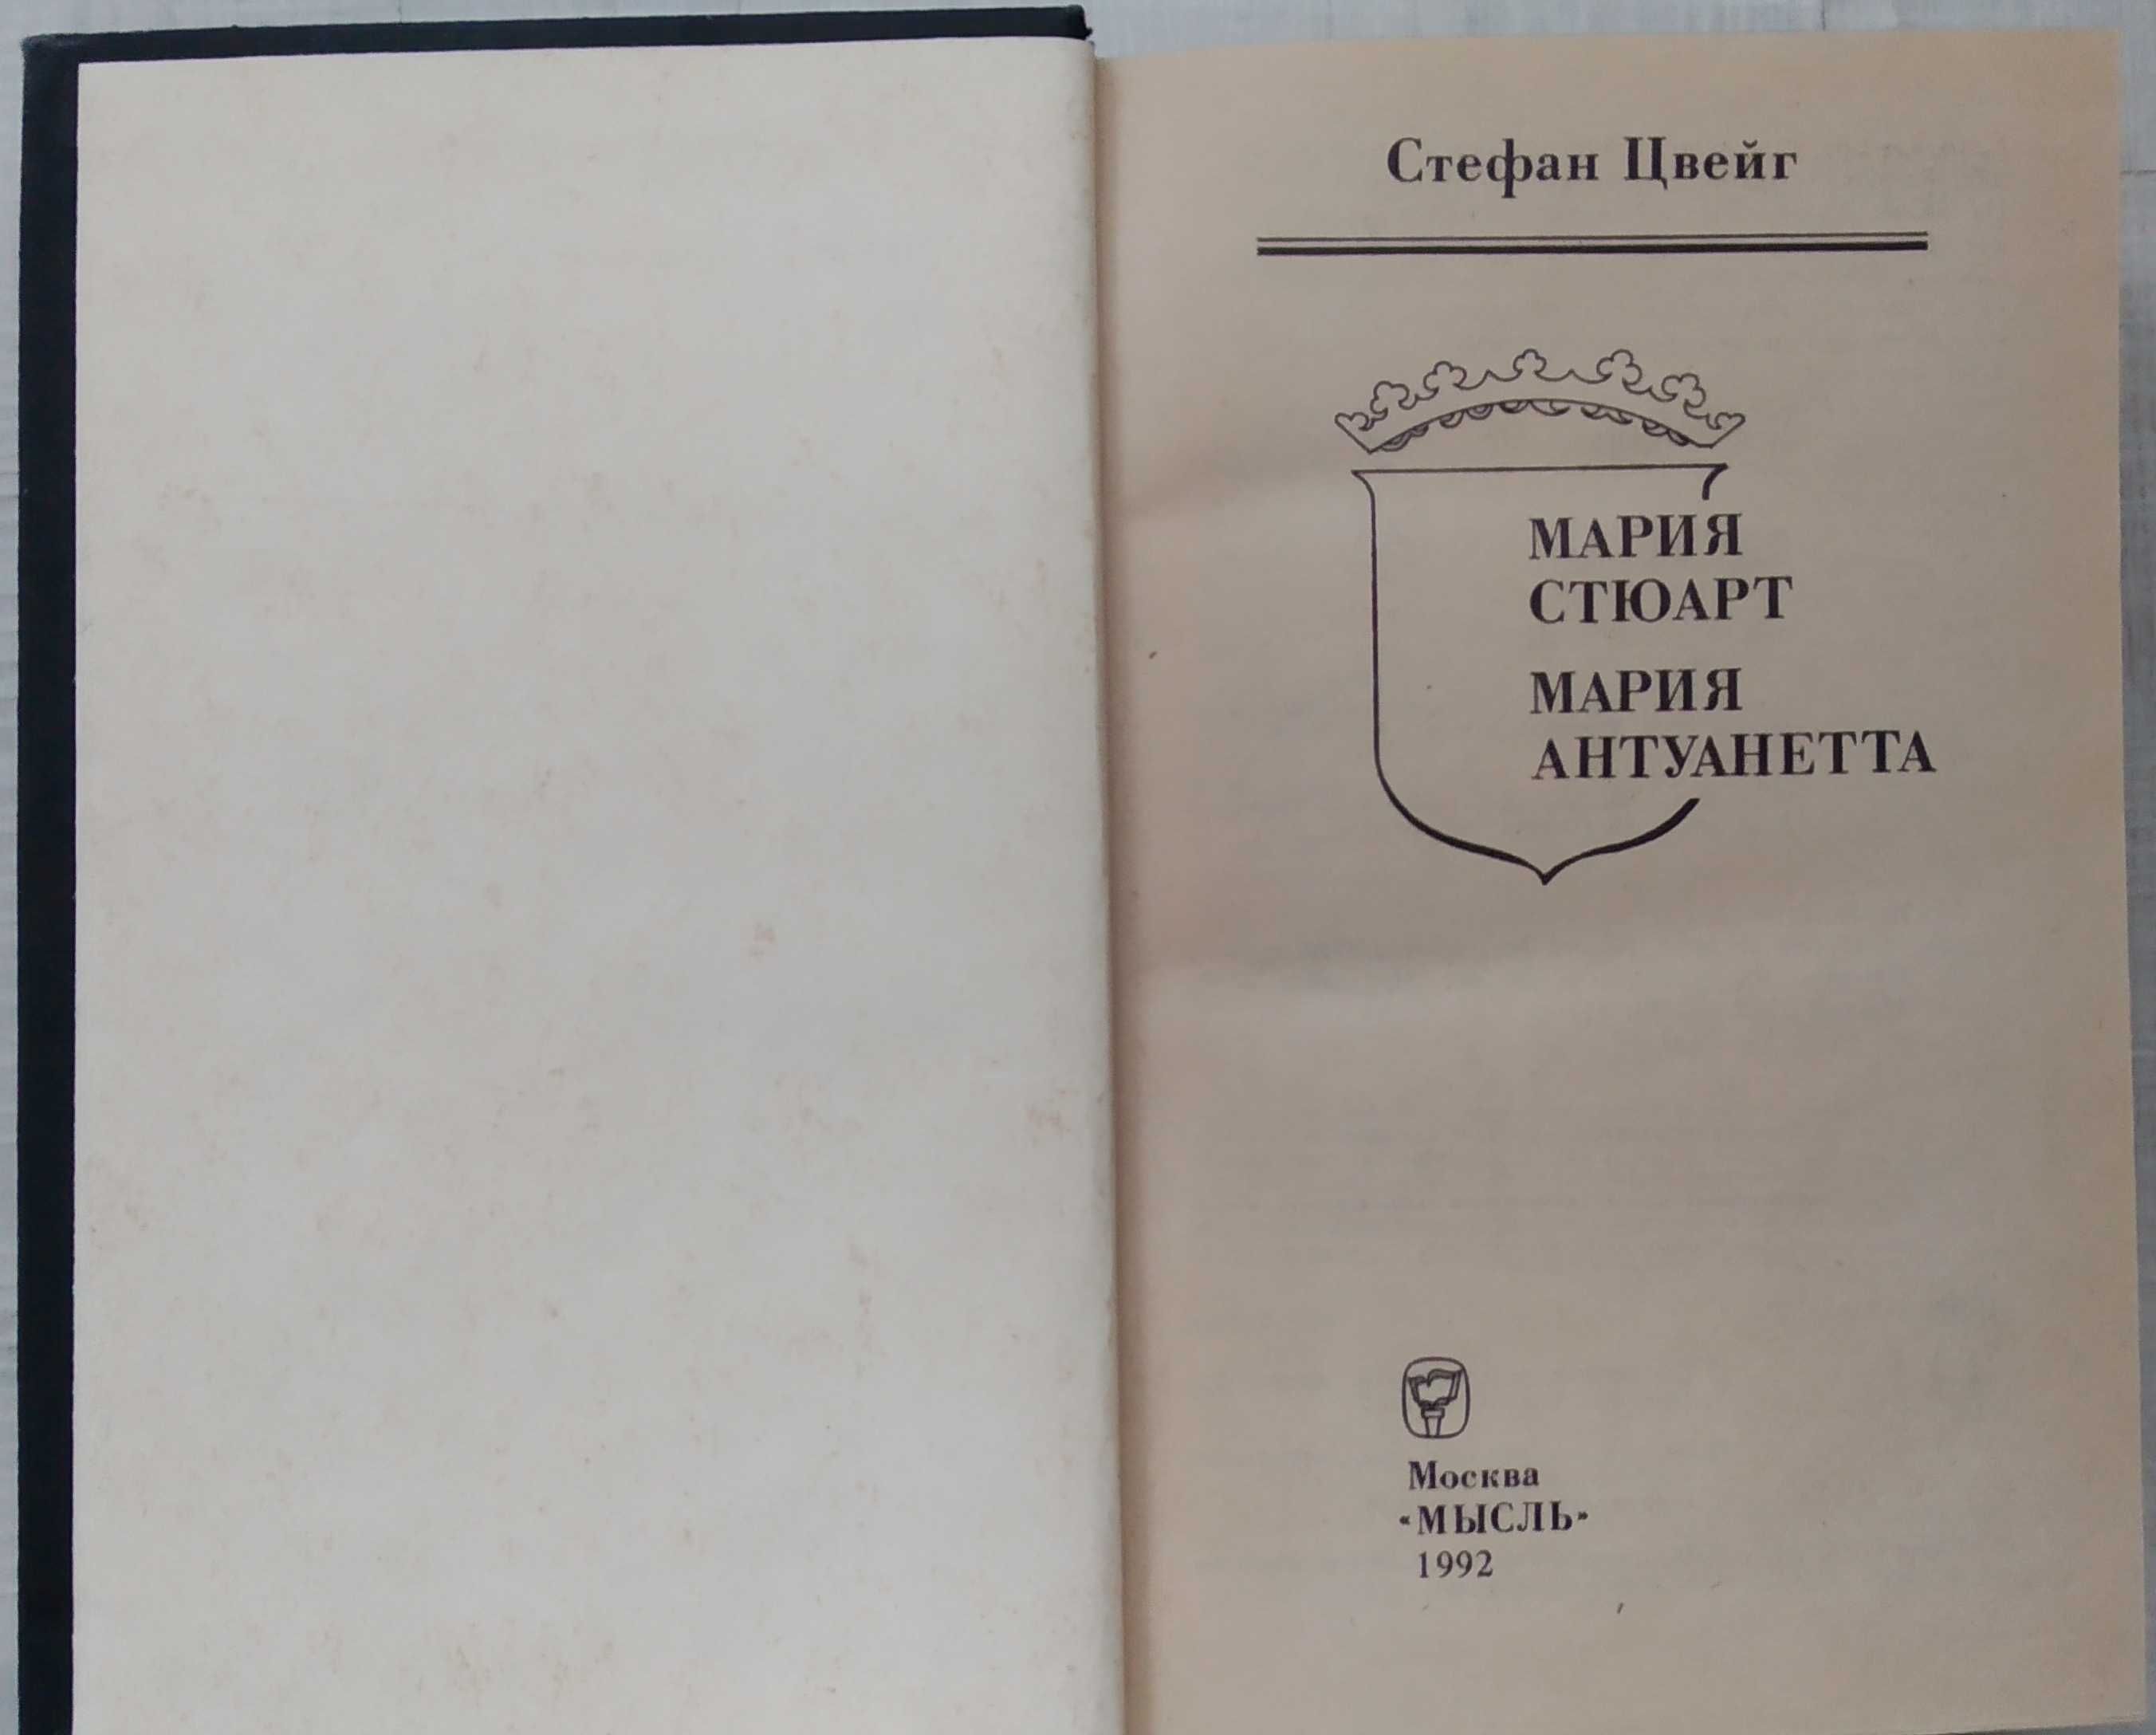 Стефан Цвейг
МАРИЯ
СТЮАРТ
МАРИЯ
АНТУАНЕТТА
Москва
«МЫСЛЬ»
1992